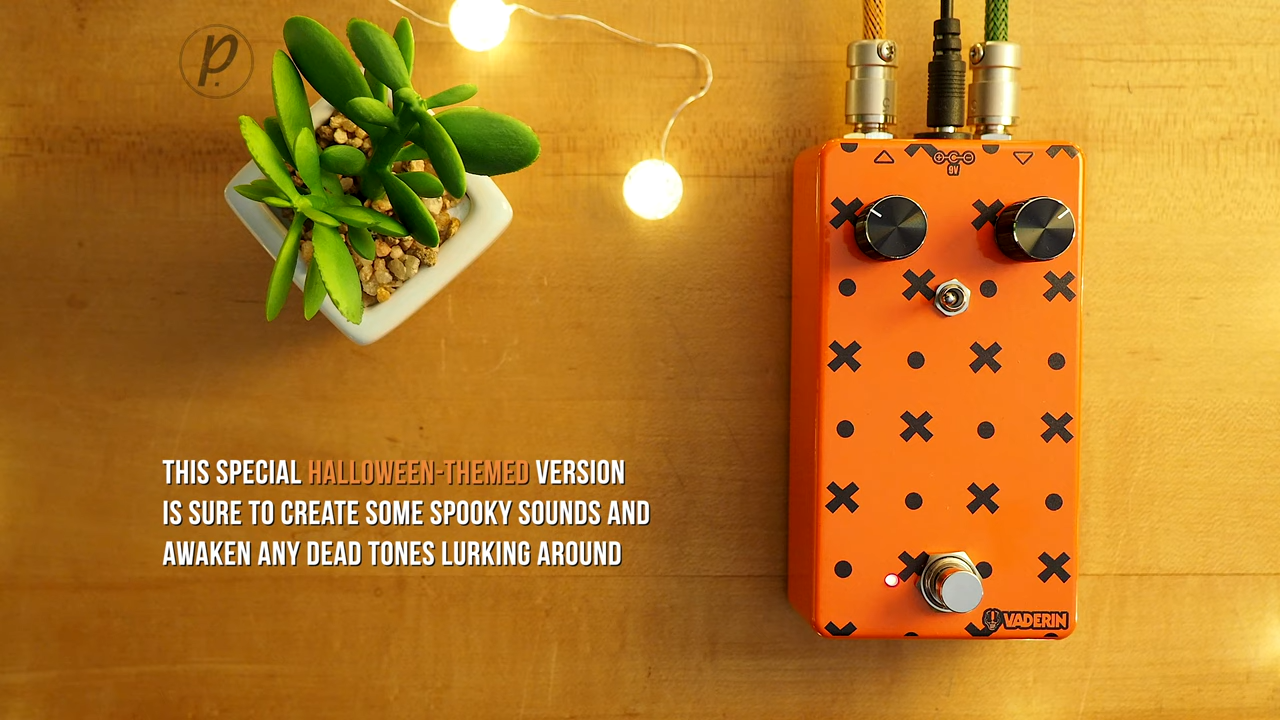 p.
9V
THIS SPECIAL HALLOWEEN-THEMED VERSION
IS SURE TO CREATE SOME SPOOKY SOUNDS AND
AWAKEN ANY DEAD TONES LURKING AROUND
VADERIN